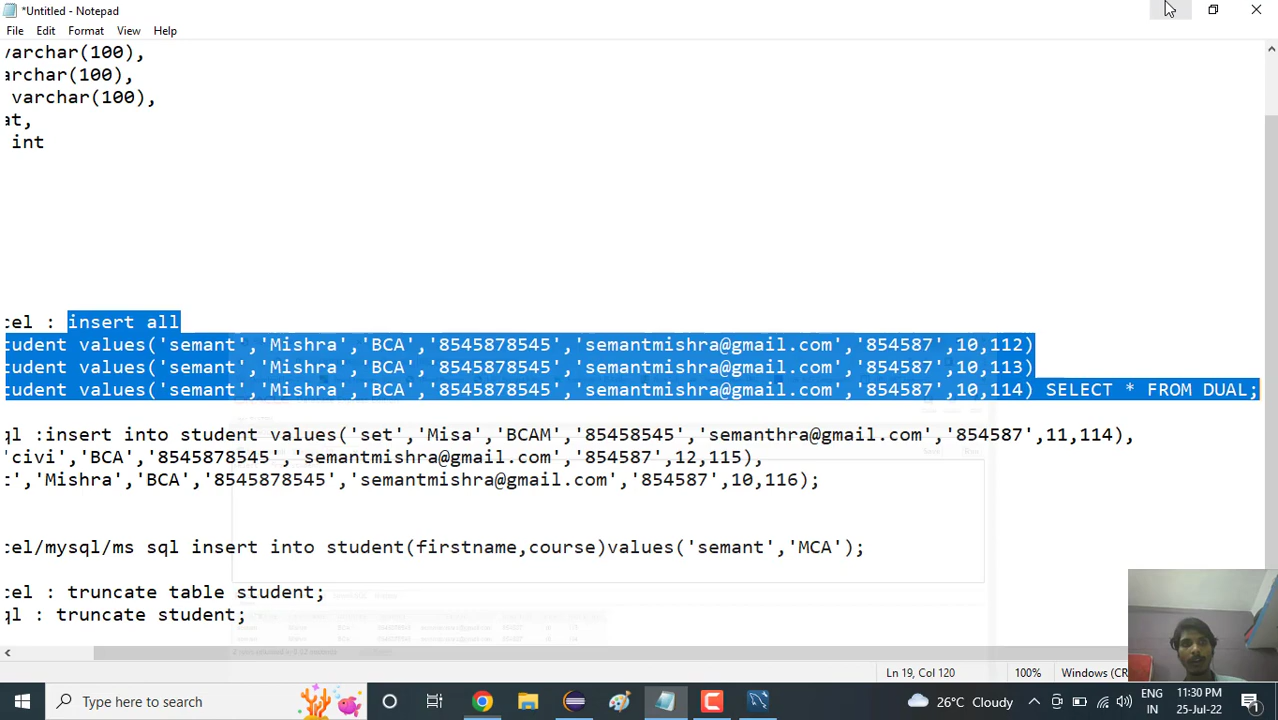 *Untitled - Notepad
File Edit Format View Help
varchar(100),
archar(100),
varchar(100),
at,
int
cel : insert all
tudent values('semant','Mishra','BCA','8545878545','semantmishra@gmail.com','854587',10,112)
tudent values('semant','Mishra','BCA','8545878545','semantmishra@gmail.com','854587',10,113)
tudent values('semant','Mishra','BCA','8545878545','semantmishra@gmail.com','854587',10,114) SELECT * FROM DUAL;
ql :insert into student values('set','Misa','BCAM','85458545','semanthra@gmail.com','854587',11,114),
'civi','BCA','8545878545','semantmishra@gmail.com','854587',12,115),
t','Mishra','BCA','8545878545','semantmishra@gmail.com','854587',10,116);
cel/mysql/ms sql insert into student(firstname,course)values('semant','MCA');
cel : truncate table student;
ql : truncate student;
Ln 19, Col 120 100% Windows (CR
Type here to search
26°C Cloudy
ENG
IN
11:30 PM
25-Jul-22
1